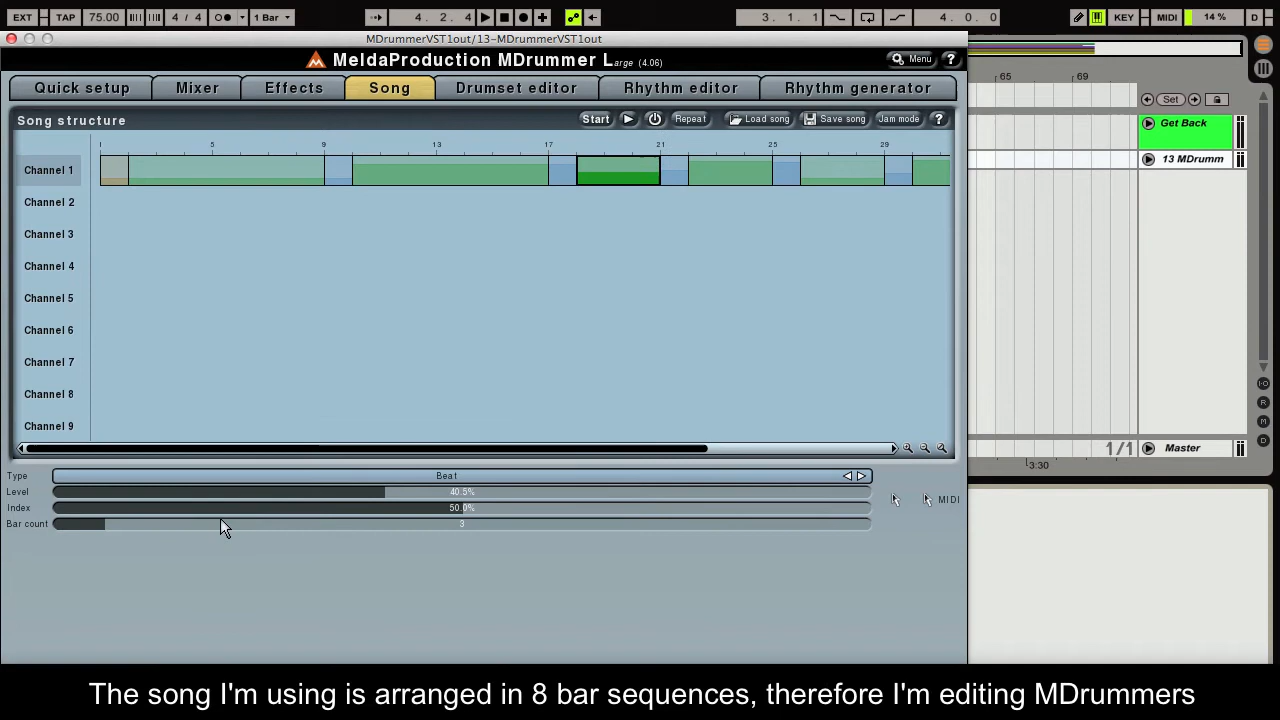 EXT TAP 75.00 4 / 4 1 Bar 4. 2. 4 3. 1. 1 4. 0. 0 KEY MIDI 14 % D
MDrummerVST1out/13-MDrummerVST1out
MeldaProduction MDrummer Large (4.06) Menu ?
Quick setup Mixer Effects Song Drumset editor Rhythm editor Rhythm generator
65 69
Set
Song structure Start Repeat Load song Save song Jam mode ?
1 5 9 13 17 21 25 29
Get Back
Channel 1
13 MDrumm
Channel 2
Channel 3
Channel 4
Channel 5
Channel 6
Channel 7
Channel 8
I·O
R
Channel 9
M
D
1/1 Master
3:30
Type Beat
Level 40.5%
MIDI
Index 50.0%
Bar count 3
The song I'm using is arranged in 8 bar sequences, therefore I'm editing MDrummers